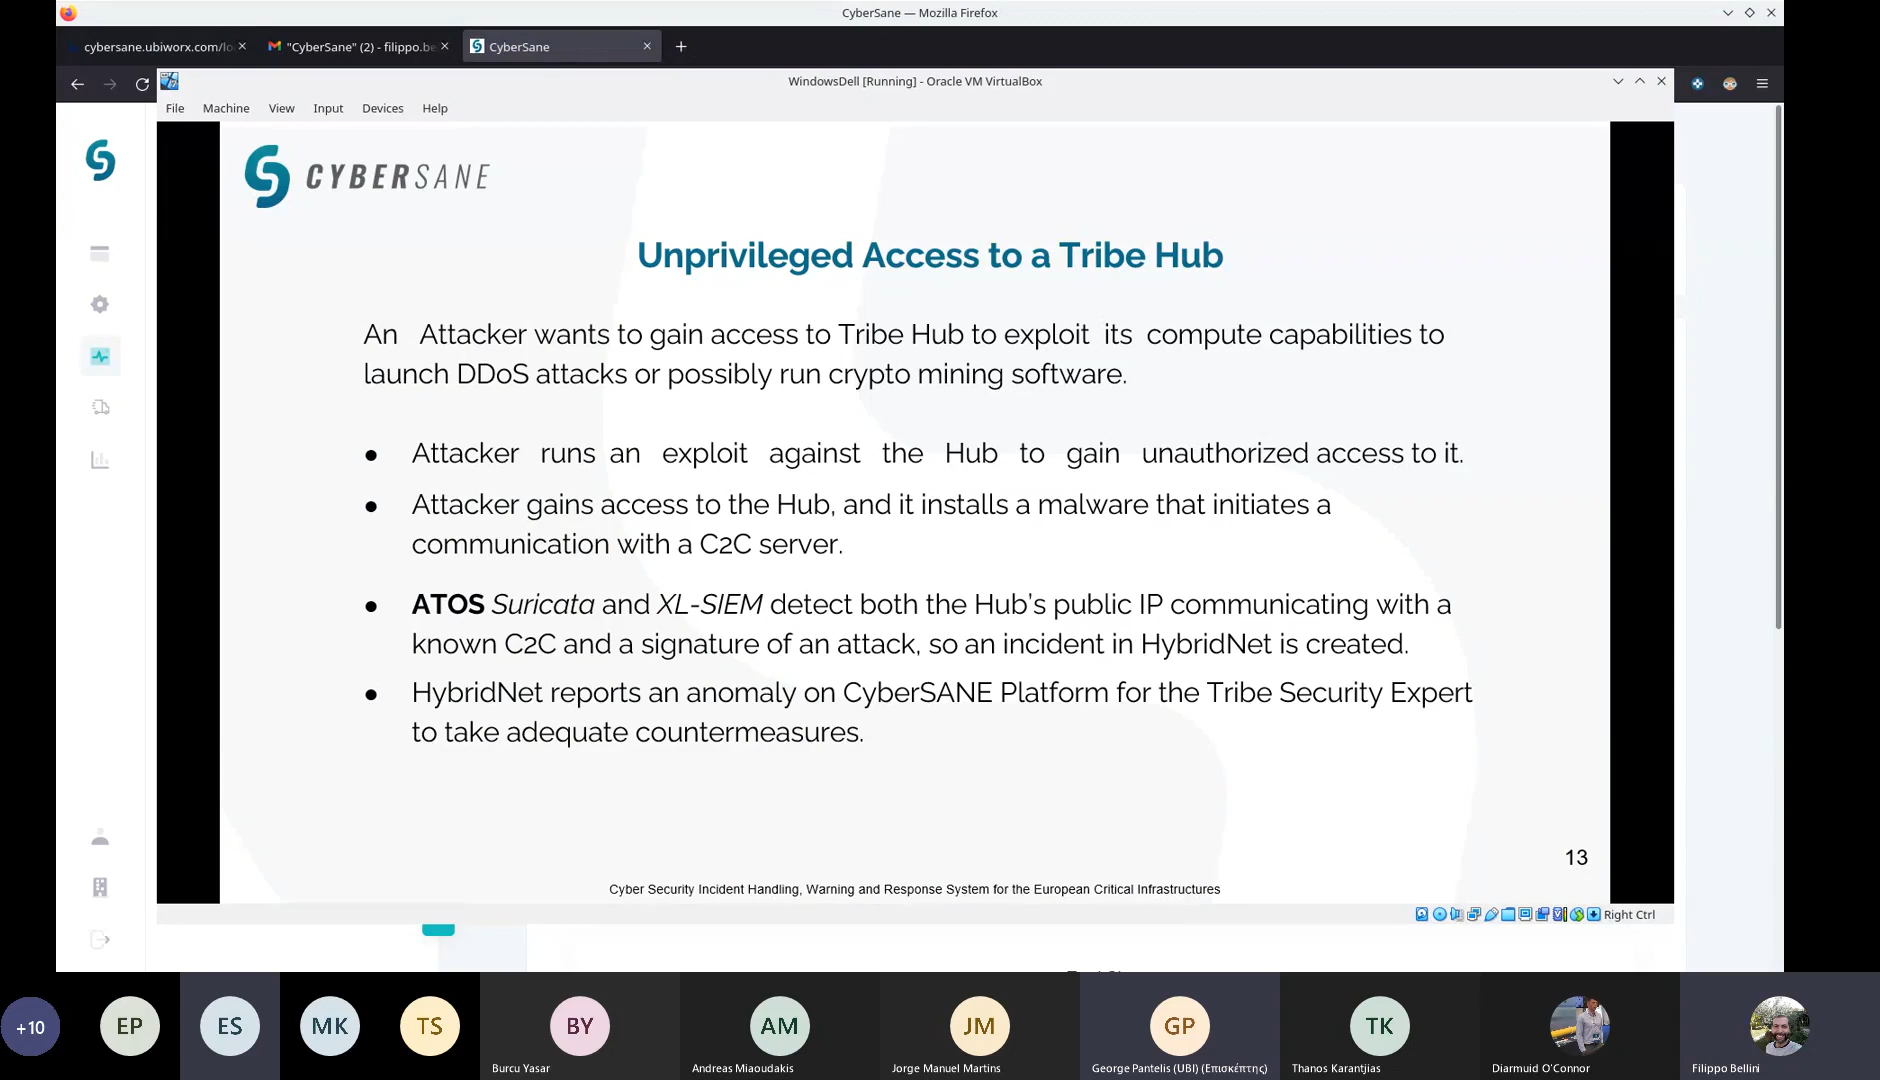 CyberSane — Mozilla Firefox
cybersane.ubiworx.com/lo
"CyberSane" (2) - filippo.be
CyberSane
WindowsDell [Running] - Oracle VM VirtualBox
File Machine View Input Devices Help
CYBERSANE
Unprivileged Access to a Tribe Hub
An Attacker wants to gain access to Tribe Hub to exploit its compute capabilities to
launch DDoS attacks or possibly run crypto mining software.
● Attacker runs an exploit against the Hub to gain unauthorized access to it.
● Attacker gains access to the Hub, and it installs a malware that initiates a
communication with a C2C server.
● ATOS Suricata and XL-SIEM detect both the Hub's public IP communicating with a
known C2C and a signature of an attack, so an incident in HybridNet is created.
● HybridNet reports an anomaly on CyberSANE Platform for the Tribe Security Expert
to take adequate countermeasures.
13
Cyber Security Incident Handling, Warning and Response System for the European Critical Infrastructures
Right Ctrl
+10 EP ES MK TS BY AM JM GP TK
Burcu Yasar
Andreas Miaoudakis
Jorge Manuel Martins
George Pantelis (UBI) (Επισκέπτης)
Thanos Karantjias
Diarmuid O'Connor
Filippo Bellini